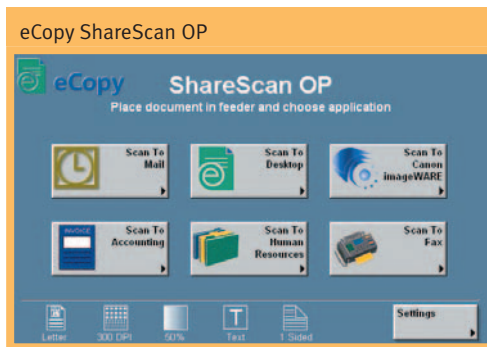 eCopy ShareScan OP
eCopy
ShareScan OP
Place document in feeder and choose application
Scan To
Mail
Scan To
Desktop
Scan To
Canon
imageWARE
INVOICE
Scan To
Accounting
Scan To
Human
Resources
Scan To
Fax
Letter
300 DPI
50%
T
Text
1 Sided
Settings